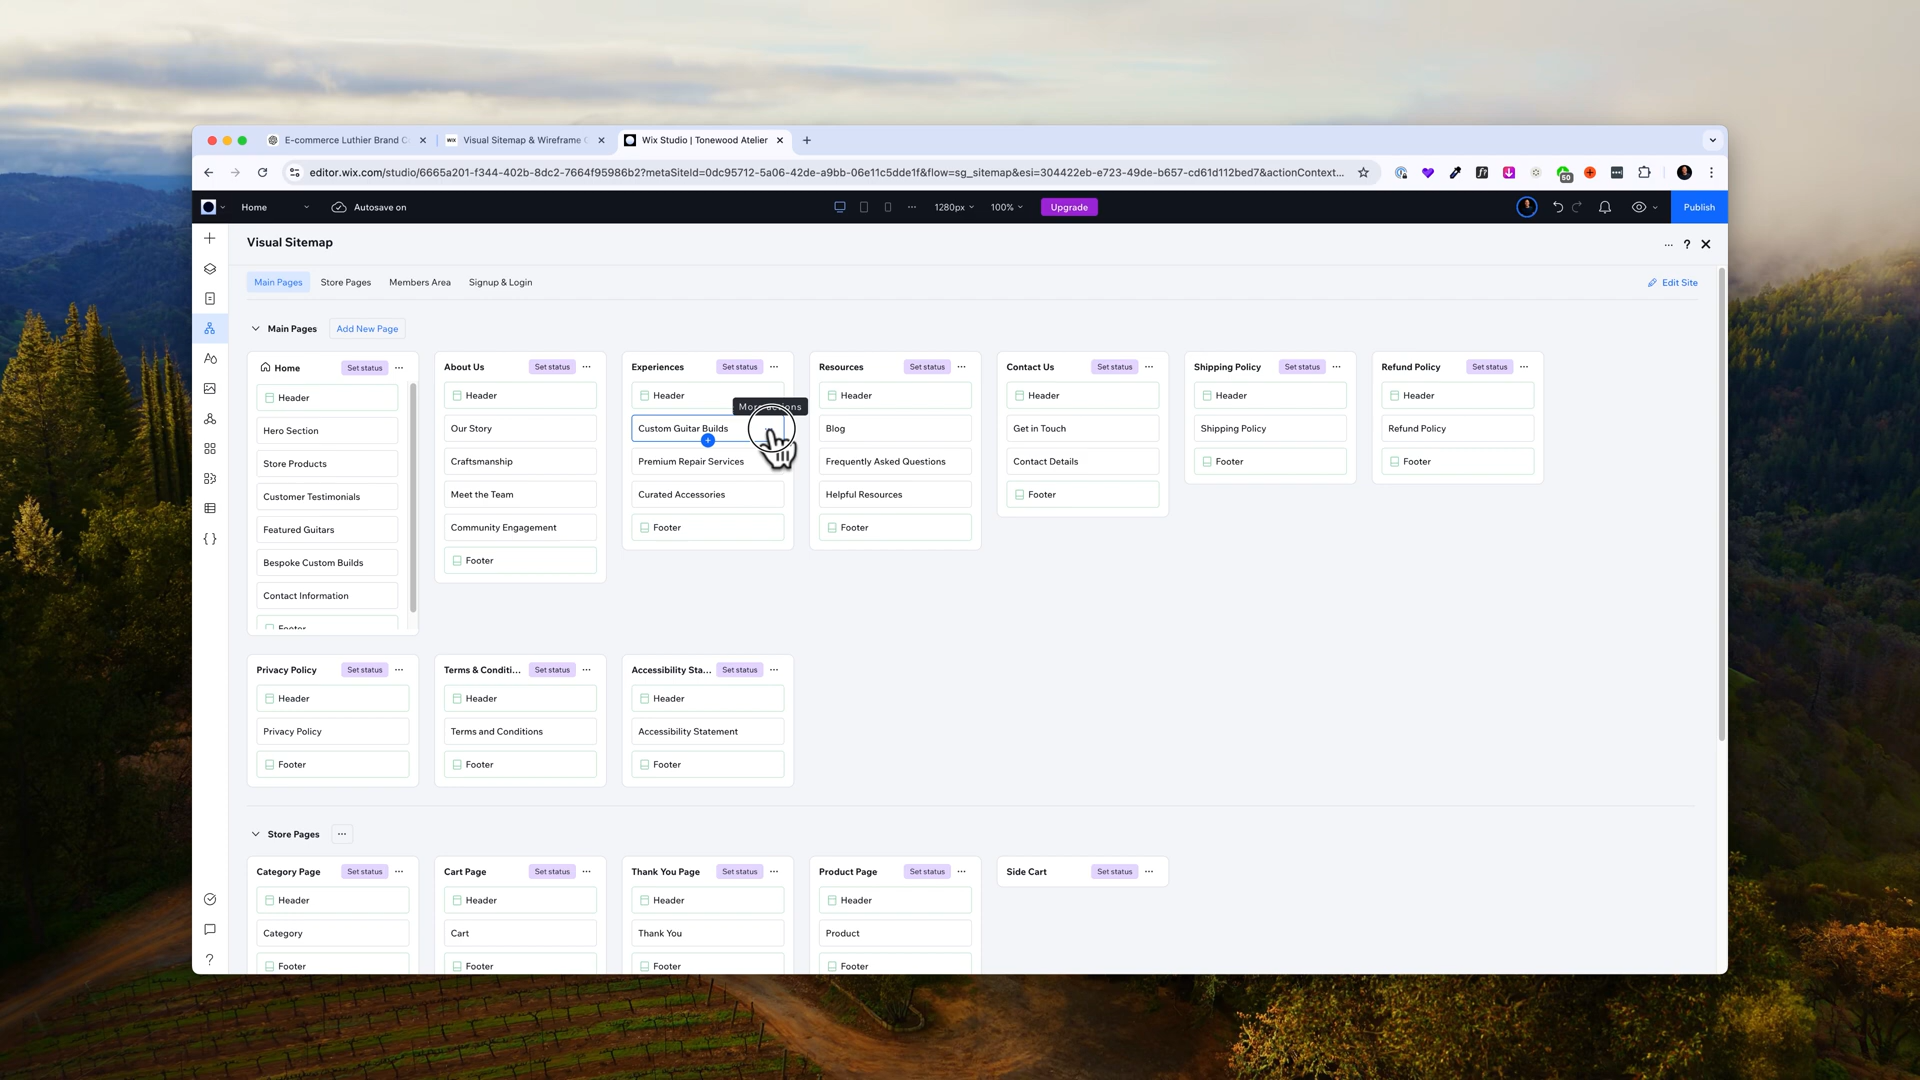 E-commerce Luthier Brand C
Visual Sitemap & Wireframe
Wix Studio | Tonewood Atelier
editor.wix.com/studio/6665a201-f344-402b-8dc2-7664f95986b2?metaSiteId=0dc95712-5a06-42de-a9bb-06e11c5dde1f&flow=sg_sitemap&esi=304422eb-e723-49de-b657-cd61d112bed7&actionContext...
50
Home
Autosave on
1280px
100%
Upgrade
Publish
Visual Sitemap
Main Pages
Store Pages
Members Area
Signup & Login
Edit Site
Main Pages
Add New Page
Home
Set status
Header
Hero Section
Store Products
Customer Testimonials
Featured Guitars
Bespoke Custom Builds
Contact Information
Footer
About Us
Set status
Header
Our Story
Craftsmanship
Meet the Team
Community Engagement
Footer
Experiences
Set status
Header
More actions
Custom Guitar Builds
Premium Repair Services
Curated Accessories
Footer
Resources
Set status
Header
Blog
Frequently Asked Questions
Helpful Resources
Footer
Contact Us
Set status
Header
Get in Touch
Contact Details
Footer
Shipping Policy
Set status
Header
Shipping Policy
Footer
Refund Policy
Set status
Header
Refund Policy
Footer
Privacy Policy
Set status
Header
Privacy Policy
Footer
Terms & Conditi...
Set status
Header
Terms and Conditions
Footer
Accessibility Sta...
Set status
Header
Accessibility Statement
Footer
Store Pages
Category Page
Set status
Header
Category
Footer
Cart Page
Set status
Header
Cart
Footer
Thank You Page
Set status
Header
Thank You
Footer
Product Page
Set status
Header
Product
Footer
Side Cart
Set status